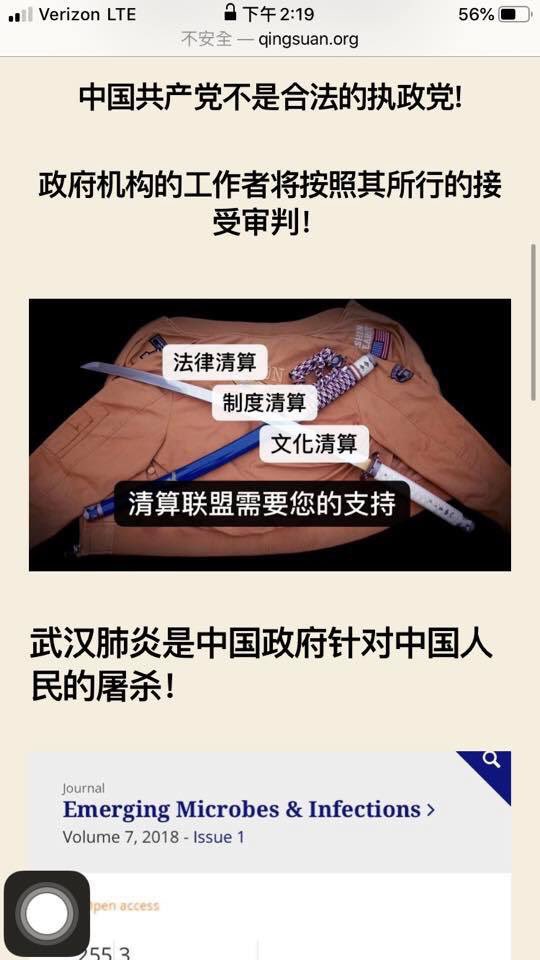 Verizon LTE 下午2:19 56%
不安全 — qingsuan.org
中国共产党不是合法的执政党!
政府机构的工作者将按照其所行的接
受审判!
法律清算
制度清算
文化清算
清算联盟需要您的支持
武汉肺炎是中国政府针对中国人
民的屠杀!
Journal
Emerging Microbes & Infections >
Volume 7, 2018 - Issue 1
Open access